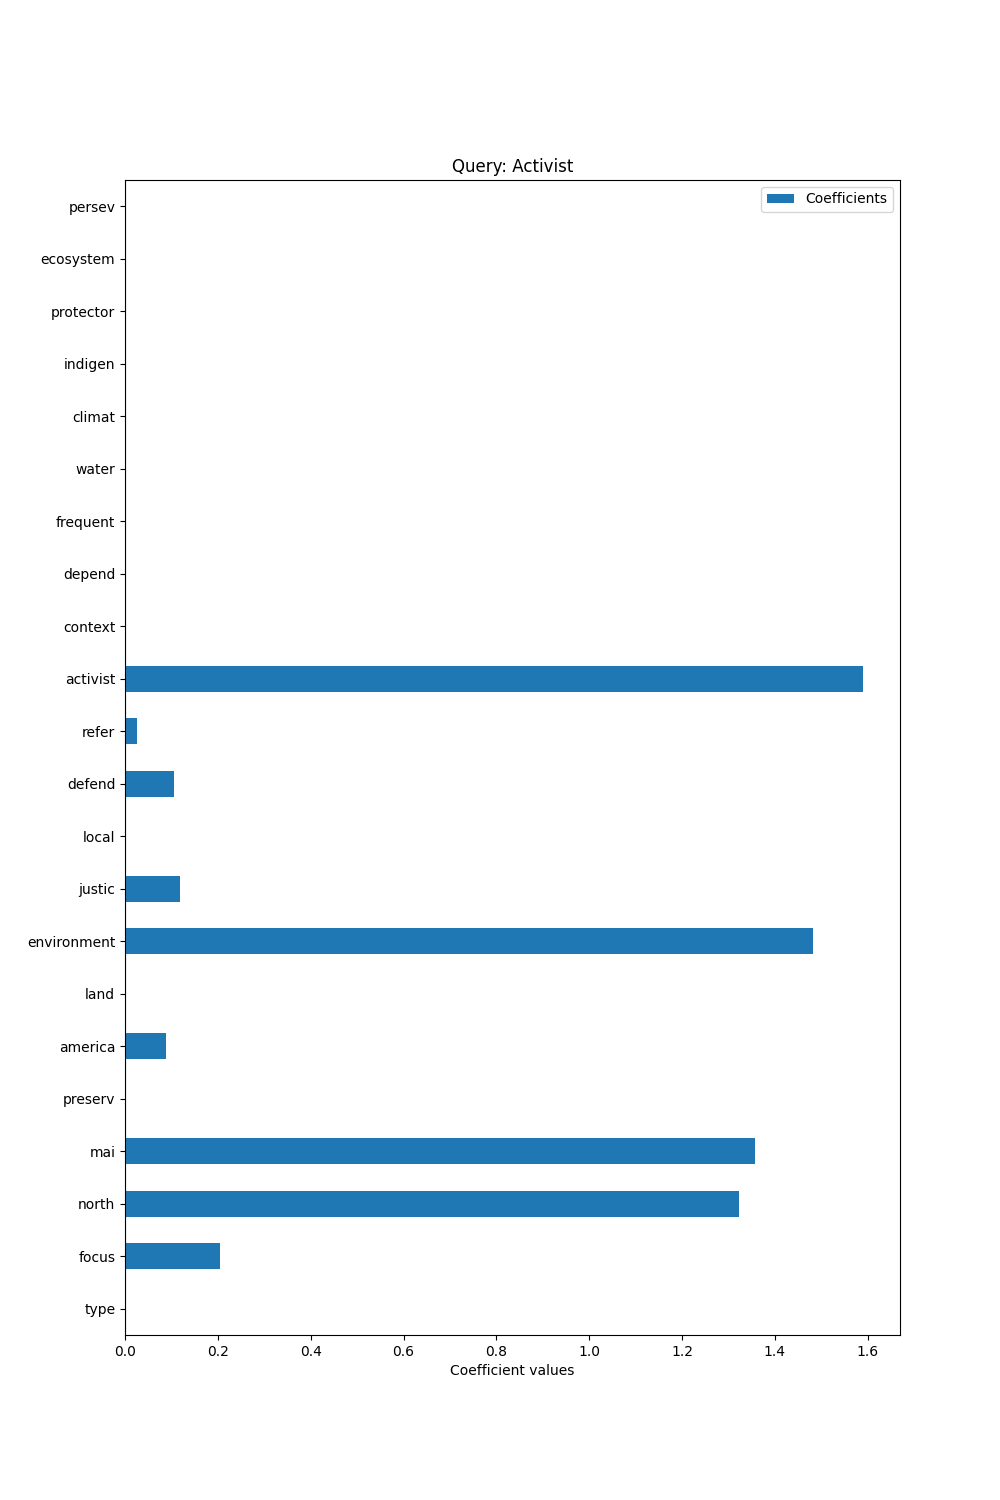 Query: Activist
Coefficients
persev
ecosystem
protector
indigen
climat
water
frequent
depend
context
activist
refer
defend
local
justic
environment
land
america
preserv
mai
north
focus
type
0.0 0.2 0.4 0.6 0.8 1.0 1.2 1.4 1.6
Coefficient values